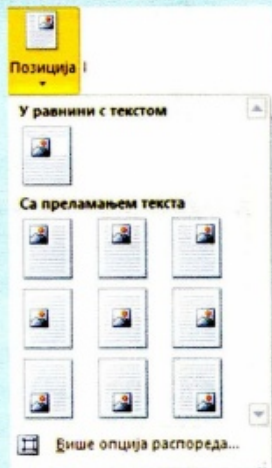 Позиција
У равнини с текстом
Са преламањем текста
Више опција распореда...